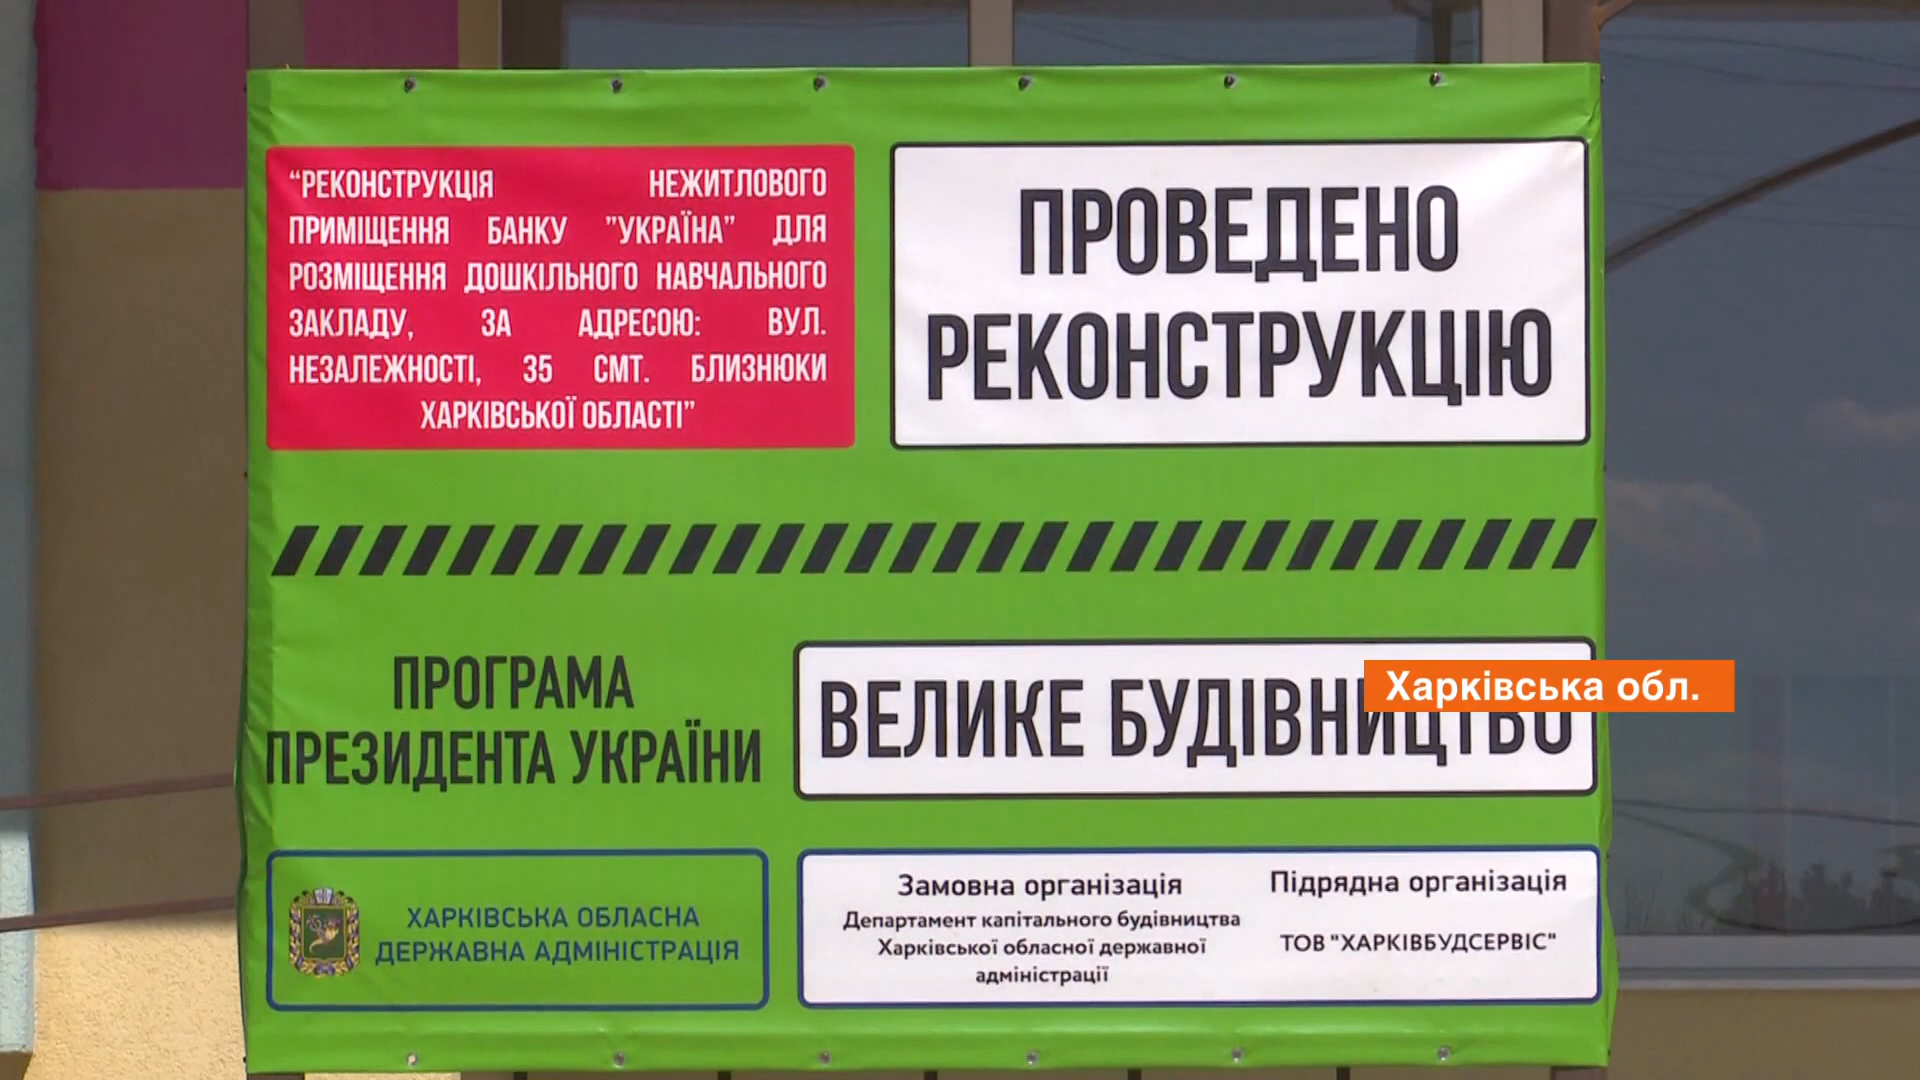 “РЕКОНСТРУКЦІЯ НЕЖИТЛОВОГО
ПРИМІЩЕННЯ БАНКУ ”УКРАЇНА” ДЛЯ
РОЗМІЩЕННЯ ДОШКІЛЬНОГО НАВЧАЛЬНОГО
ЗАКЛАДУ, ЗА АДРЕСОЮ: ВУЛ.
НЕЗАЛЕЖНОСТІ, 35 СМТ. БЛИЗНЮКИ
ХАРКІВСЬКОЇ ОБЛАСТІ”
ПРОВЕДЕНО
РЕКОНСТРУКЦІЮ
ПРОГРАМА
ПРЕЗИДЕНТА УКРАЇНИ
ВЕЛИКЕ БУДІВНИЦТВО
Харківська обл.
ХАРКІВСЬКА ОБЛАСНА
ДЕРЖАВНА АДМІНІСТРАЦІЯ
Замовна організація
Департамент капітального будівництва
Харківської обласної державної
адміністрації
Підрядна організація
ТОВ "ХАРКІВБУДСЕРВІС"